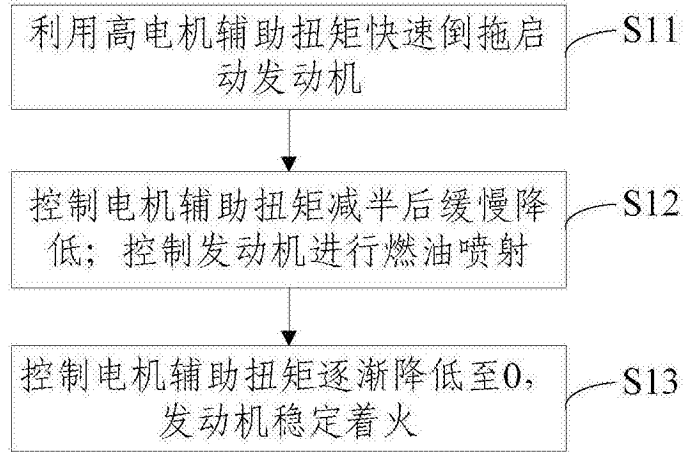 利用高电机辅助扭矩快速倒拖启
动发动机
S11
控制电机辅助扭矩减半后缓慢降
低；控制发动机进行燃油喷射
S12
控制电机辅助扭矩逐渐降低至0，
发动机稳定着火
S13